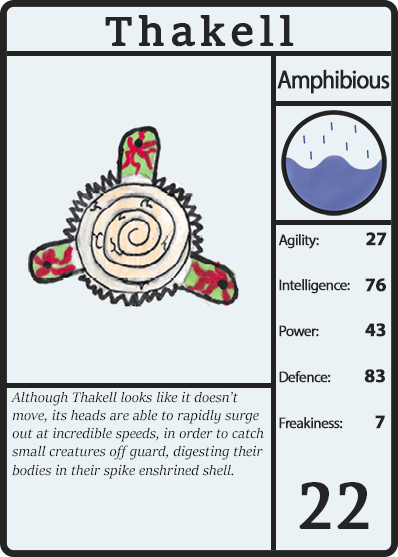 Thakell
Amphibious
Agility: 27
Intelligence: 76
Power: 43
Defence: 83
Freakiness: 7
22
Although Thakell looks like it doesn't
move, its heads are able to rapidly surge
out at incredible speeds, in order to catch
small creatures off guard, digesting their
bodies in their spike enshrined shell.